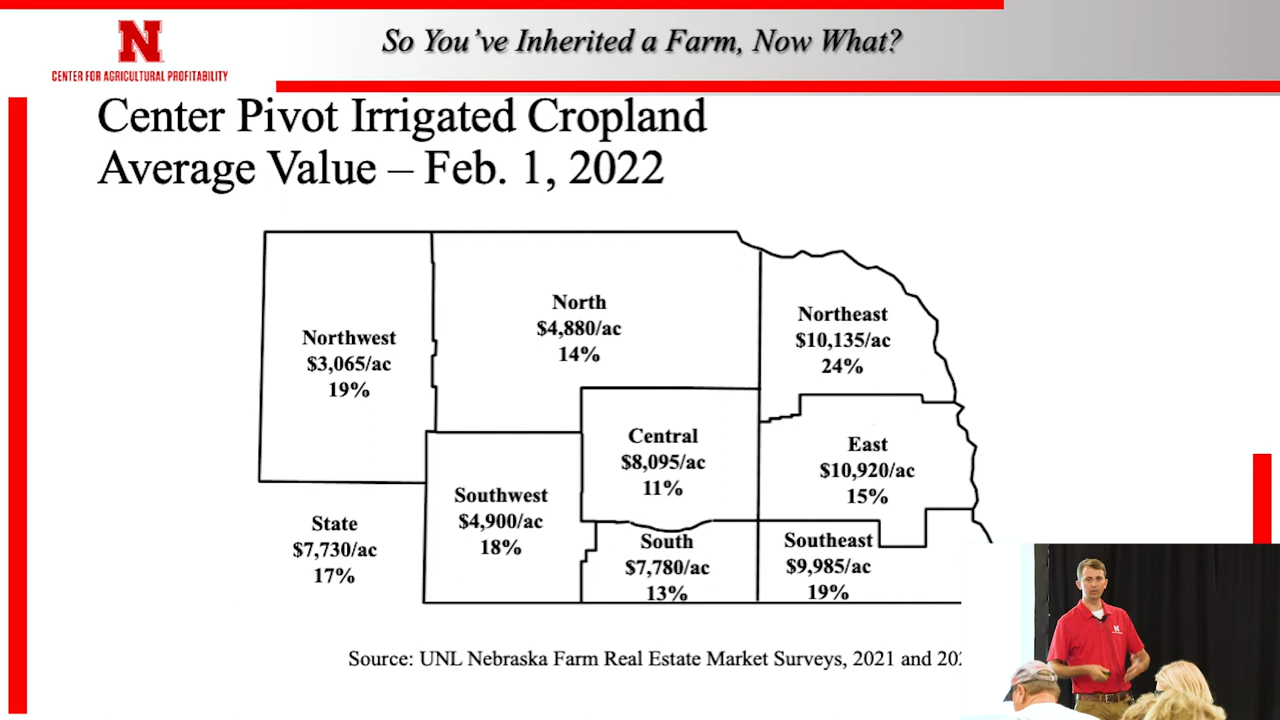 So You've Inherited a Farm, Now What?
N
CENTER FOR AGRICULTURAL PROFITABILITY
Center Pivot Irrigated Cropland
Average Value – Feb. 1, 2022
North
$4,880/ac
14%
Northeast
$10,135/ac
24%
Northwest
$3,065/ac
19%
Central
$8,095/ac
11%
East
$10,920/ac
15%
Southwest
$4,900/ac
18%
State
$7,730/ac
17%
South
$7,780/ac
13%
Southeast
$9,985/ac
19%
Source: UNL Nebraska Farm Real Estate Market Surveys, 2021 and
N